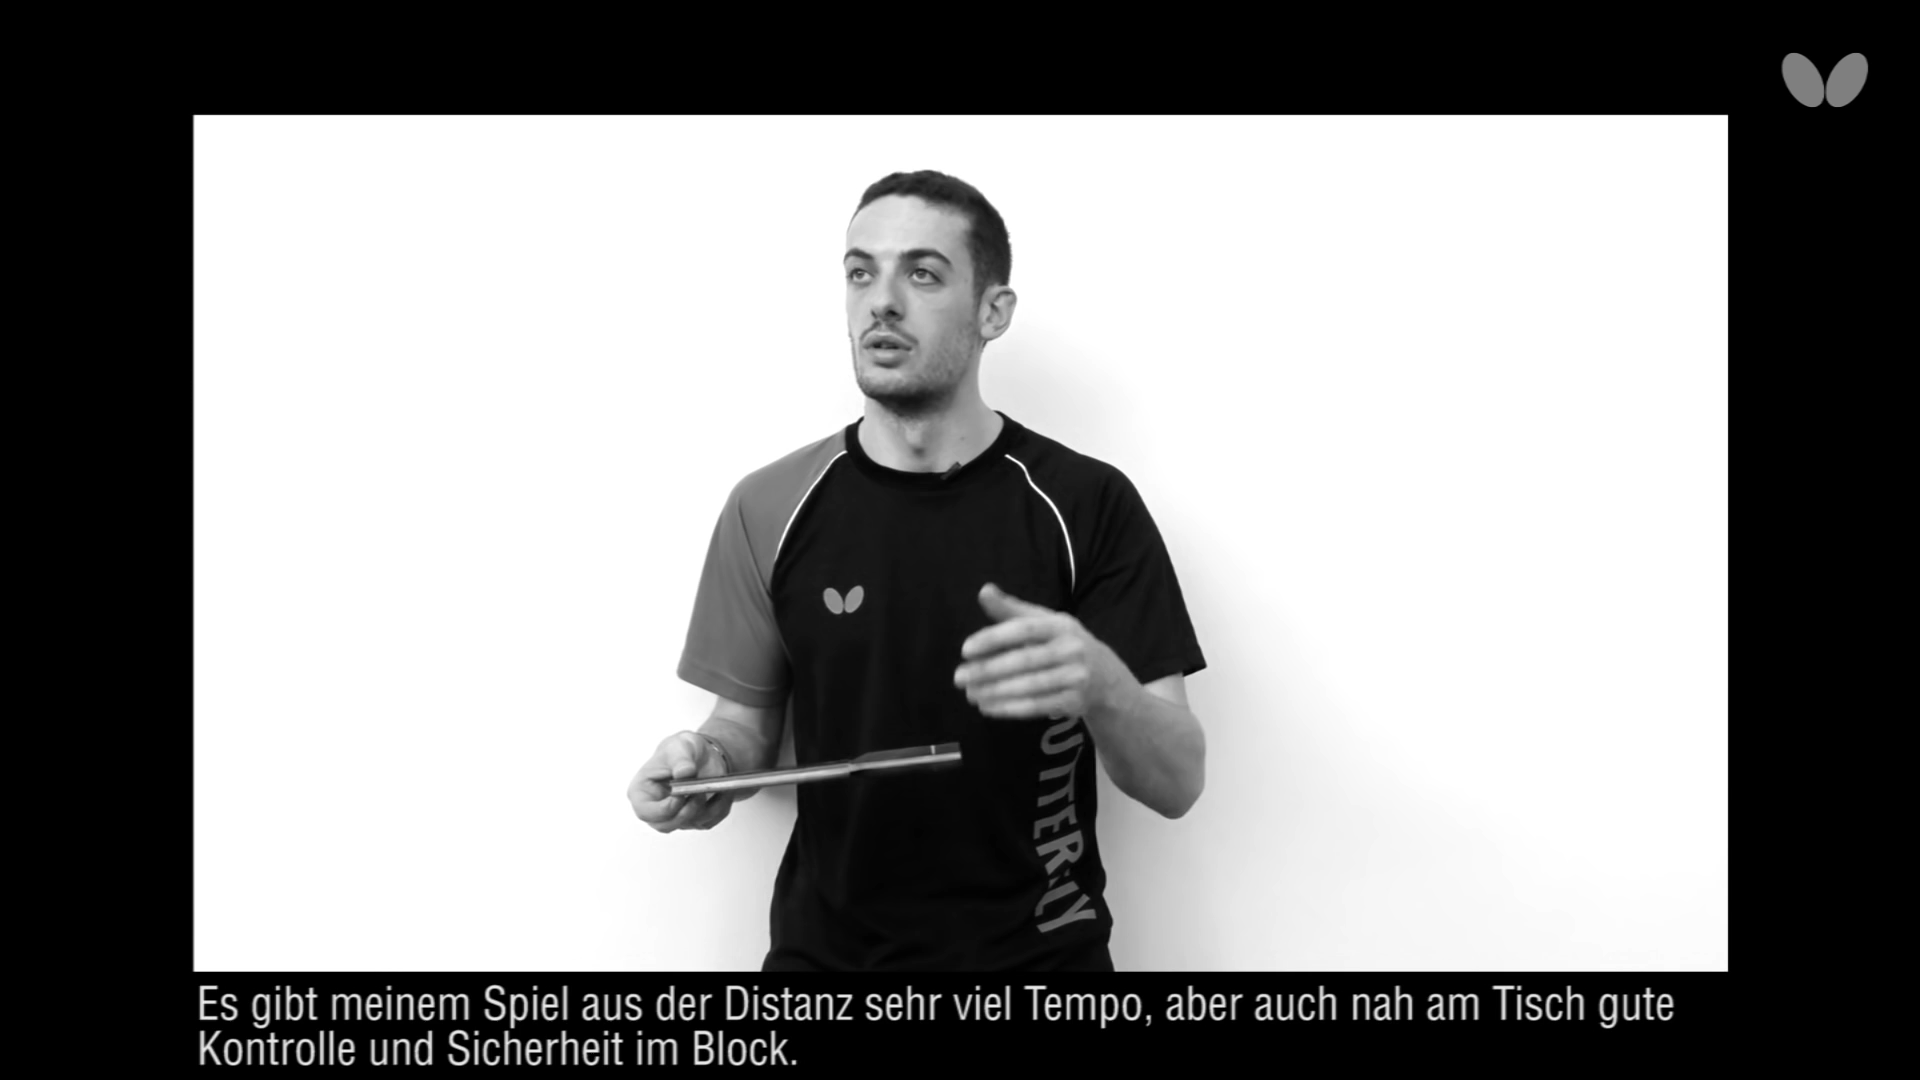 BUTTERFLY
Es gibt meinem Spiel aus der Distanz sehr viel Tempo, aber auch nah am Tisch gute
Kontrolle und Sicherheit im Block.